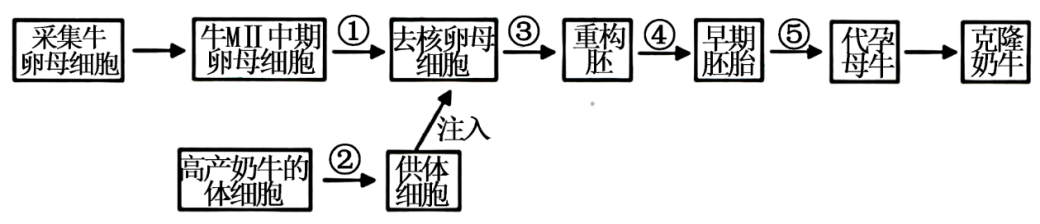 采集牛
卵母细胞
牛MⅡ中期
卵母细胞
①
去核卵母
细胞
③
重构
胚
④
早期
胚胎
⑤
代孕
母牛
克隆
奶牛
注入
高产奶牛的
体细胞
②
供体
细胞